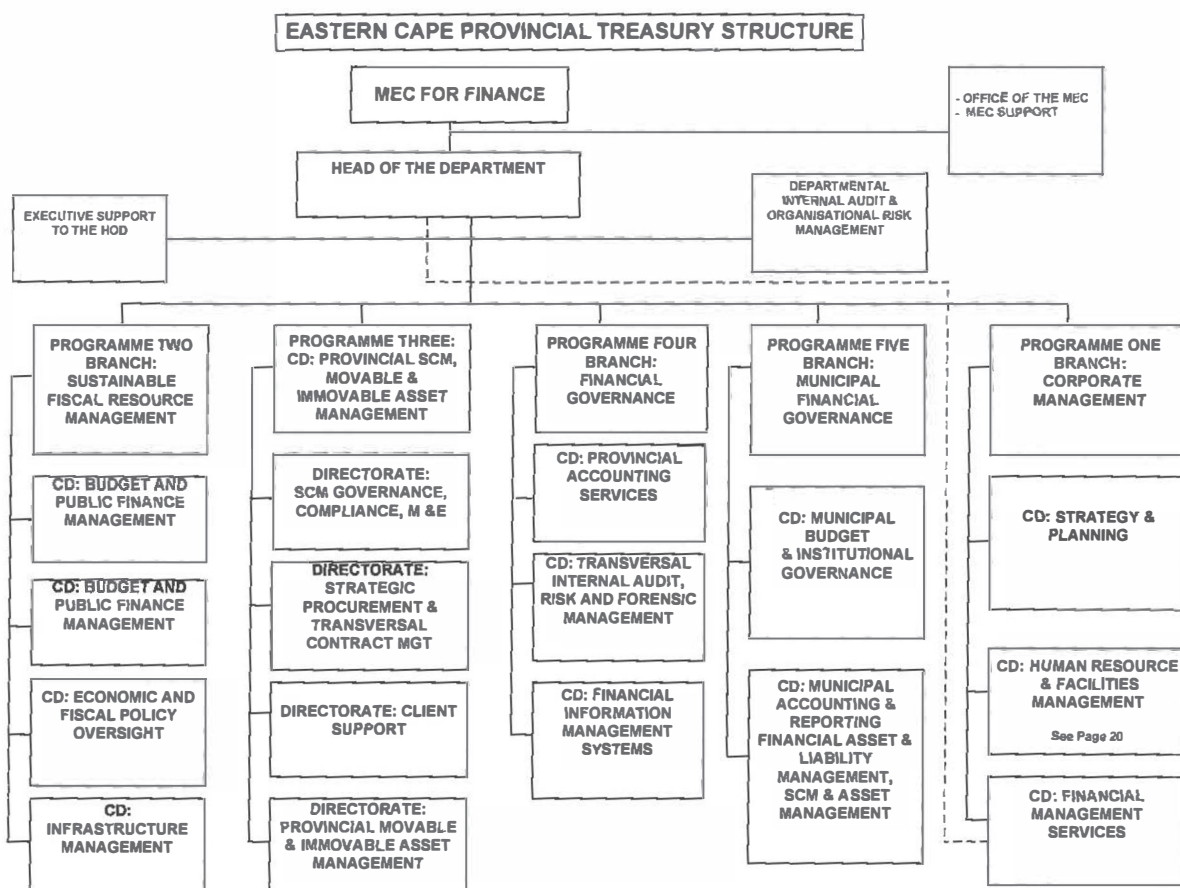 EASTERN CAPE PROVINCIAL TREASURY STRUCTURE
MEC FOR FINANCE
- OFFICE OF THE MEC
- MEC SUPPORT
HEAD OF THE DEPARTMENT
EXECUTIVE SUPPORT
TO THE HOD
DEPARTMENTAL
INTERNAL AUDIT &
ORGANISATIONAL RISK
MANAGEMENT
PROGRAMME TWO
BRANCH:
SUSTAINABLE
FISCAL RESOURCE
MANAGEMENT
CD: BUDGET AND
PUBLIC FINANCE
MANAGEMENT
CD: BUDGET AND
PUBLIC FINANCE
MANAGEMENT
CD: ECONOMIC AND
FISCAL POLICY
OVERSIGHT
CD:
INFRASTRUCTURE
MANAGEMENT
PROGRAMME THREE:
CD: PROVINCIAL SCM,
MOVABLE &
IMMOVABLE ASSET
MANAGEMENT
DIRECTORATE:
SCM GOVERNANCE,
COMPLIANCE, M &E
DIRECTORATE:
STRATEGIC
PROCUREMENT &
TRANSVERSAL
CONTRACT MGT
DIRECTORATE: CLIENT
SUPPORT
DIRECTORATE:
PROVINCIAL MOVABLE
& IMMOVABLE ASSET
MANAGEMENT
PROGRAMME FOUR
BRANCH:
FINANCIAL
GOVERNANCE
CD: PROVINCIAL
ACCOUNTING
SERVICES
CD: TRANSVERSAL
INTERNAL AUDIT,
RISK AND FORENSIC
MANAGEMENT
CD: FINANCIAL
INFORMATION
MANAGEMENT
SYSTEMS
PROGRAMME FIVE
BRANCH:
MUNICIPAL
FINANCIAL
GOVERNANCE
CD: MUNICIPAL
BUDGET
& INSTITUTIONAL
GOVERNANCE
CD: MUNICIPAL
ACCOUNTING &
REPORTING
FINANCIAL ASSET &
LIABILITY
MANAGEMENT,
SCM & ASSET
MANAGEMENT
PROGRAMME ONE
BRANCH:
CORPORATE
MANAGEMENT
CD: STRATEGY &
PLANNING
CD: HUMAN RESOURCE
& FACILITIES
MANAGEMENT
See Page 20
CD: FINANCIAL
MANAGEMENT
SERVICES